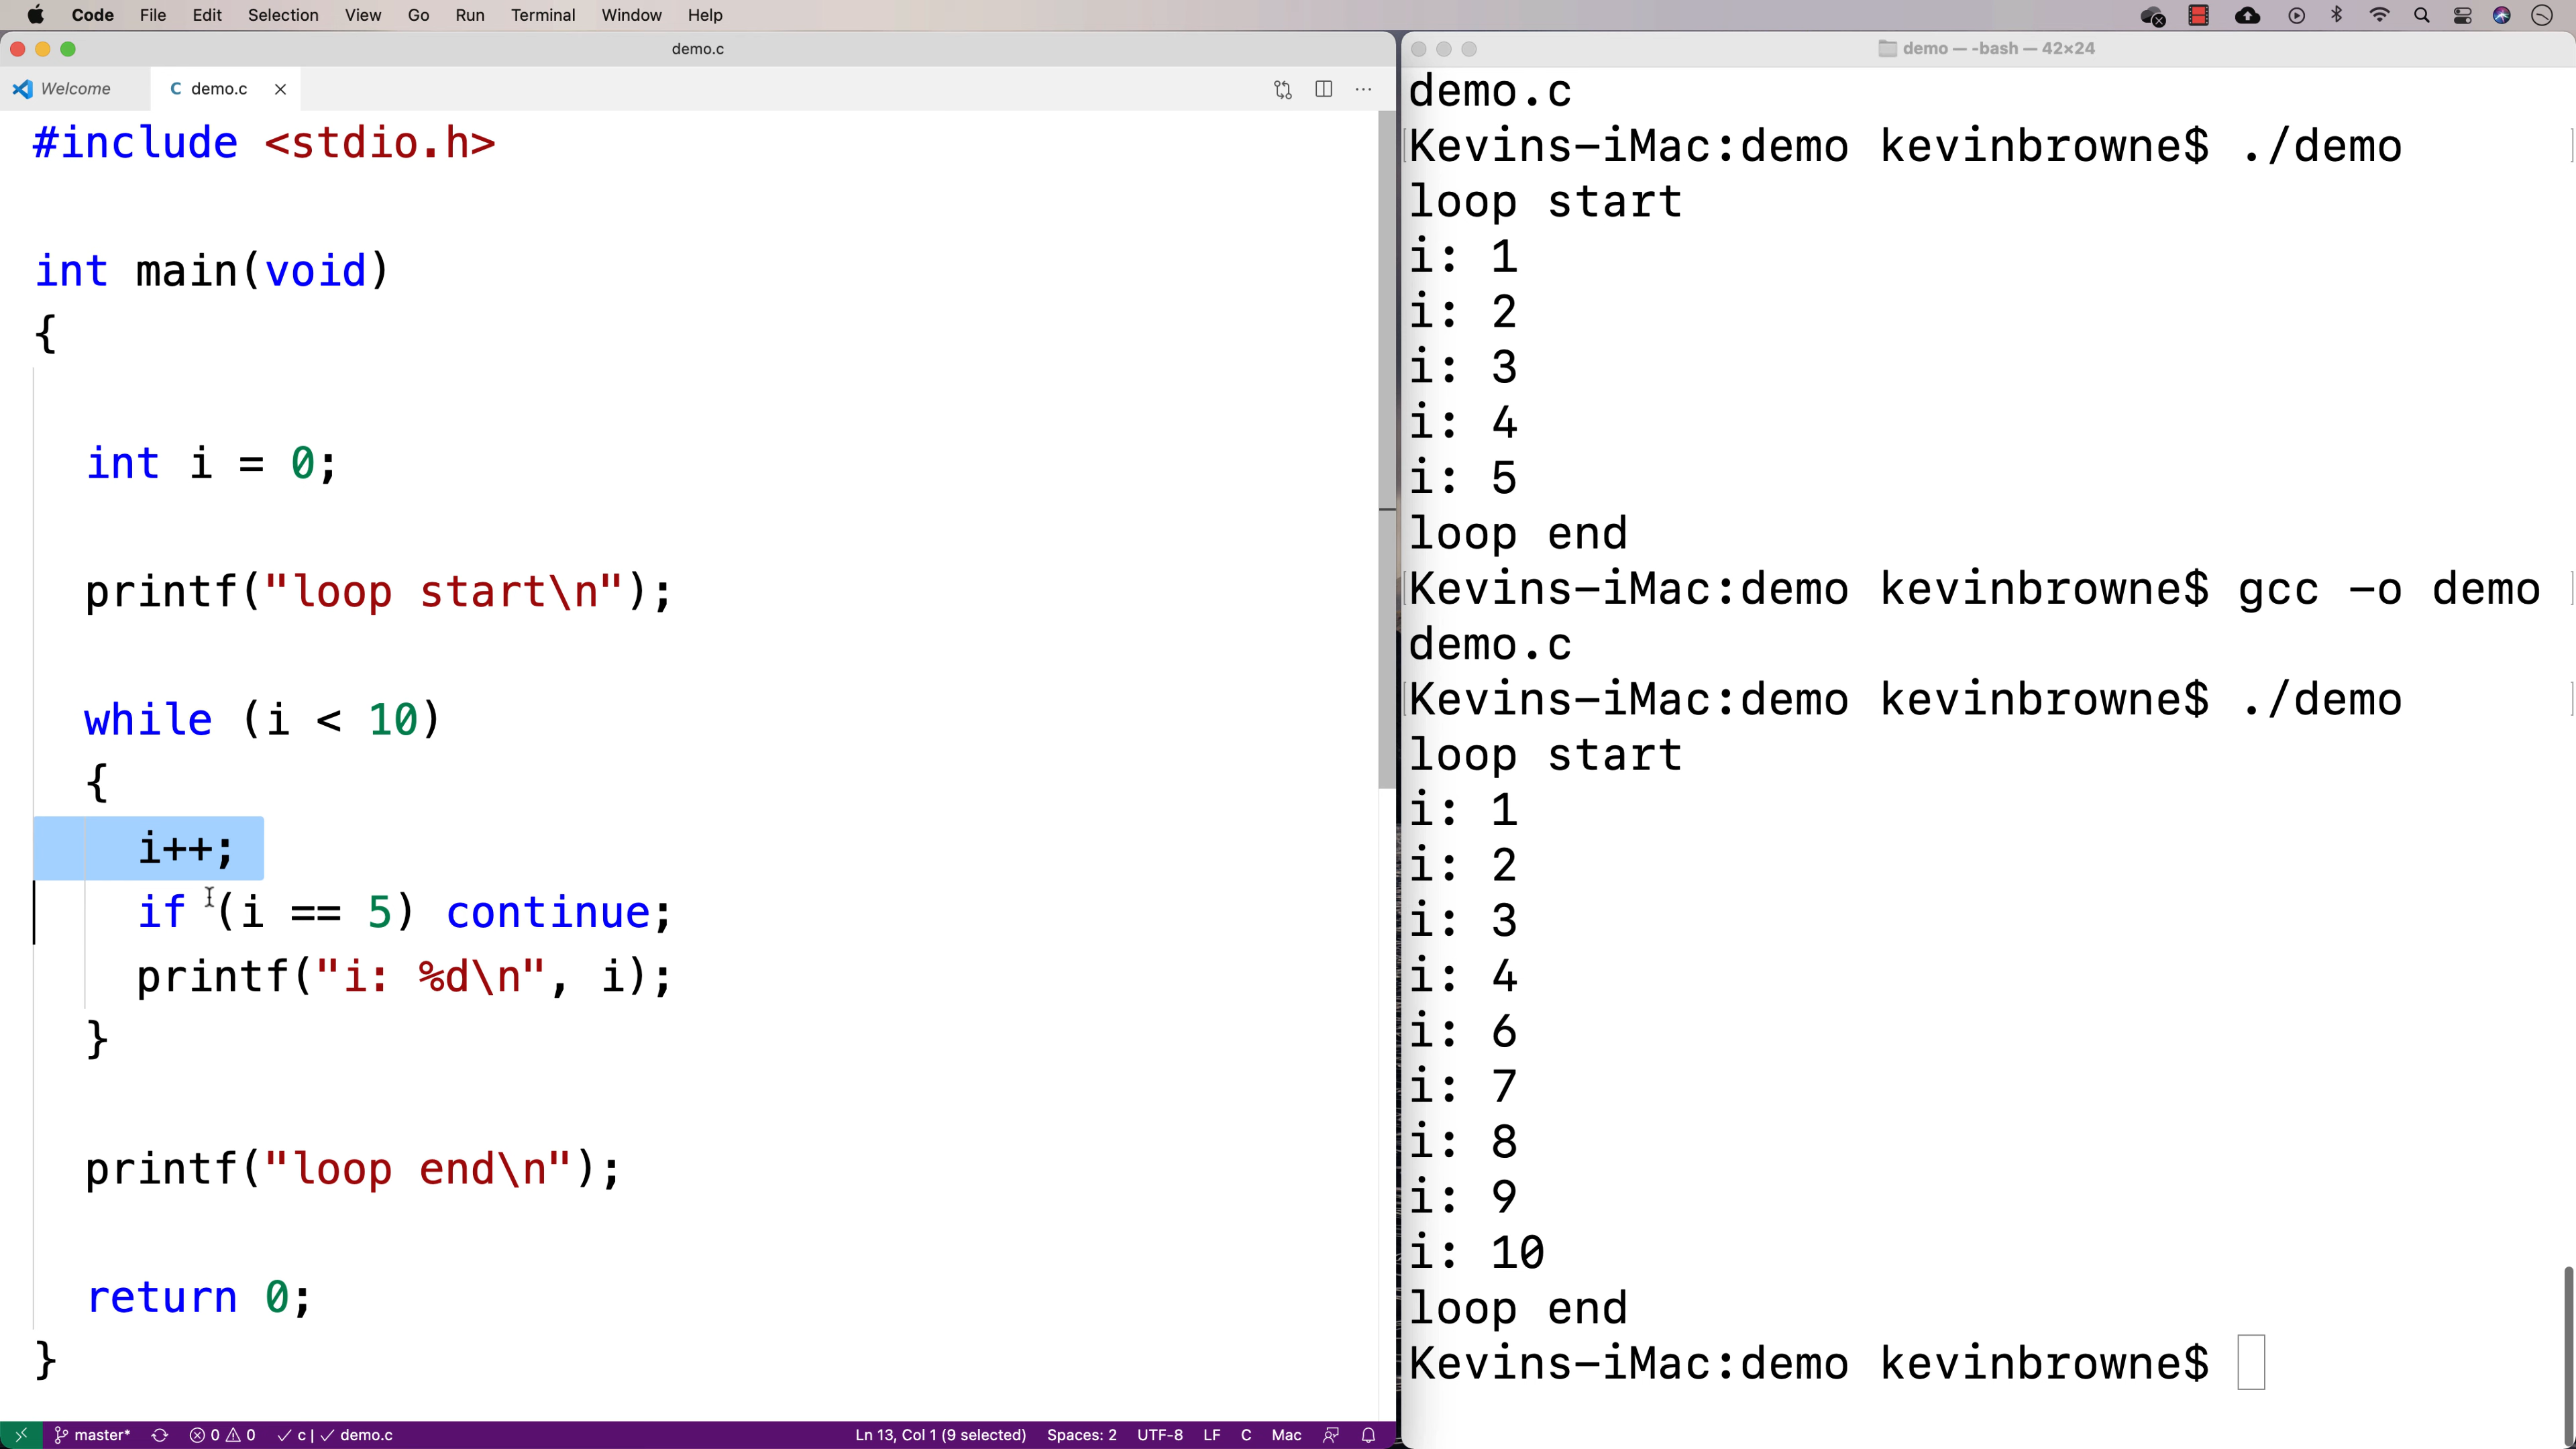 Code File Edit Selection View Go Run Terminal Window Help
demo.c
Welcome
C demo.c
#include <stdio.h>
int main(void)
{
int i = 0;
printf("loop start\n");
while (i < 10)
{
i++;
if (i == 5) continue;
printf("i: %d\n", i);
}
printf("loop end\n");
return 0;
}
master* 0 0 c | demo.c Ln 13, Col 1 (9 selected) Spaces: 2 UTF-8 LF C Mac
demo — -bash — 42×24
demo.c
Kevins-iMac:demo kevinbrowne$ ./demo
loop start
i: 1
i: 2
i: 3
i: 4
i: 5
loop end
Kevins-iMac:demo kevinbrowne$ gcc -o demo
demo.c
Kevins-iMac:demo kevinbrowne$ ./demo
loop start
i: 1
i: 2
i: 3
i: 4
i: 6
i: 7
i: 8
i: 9
i: 10
loop end
Kevins-iMac:demo kevinbrowne$